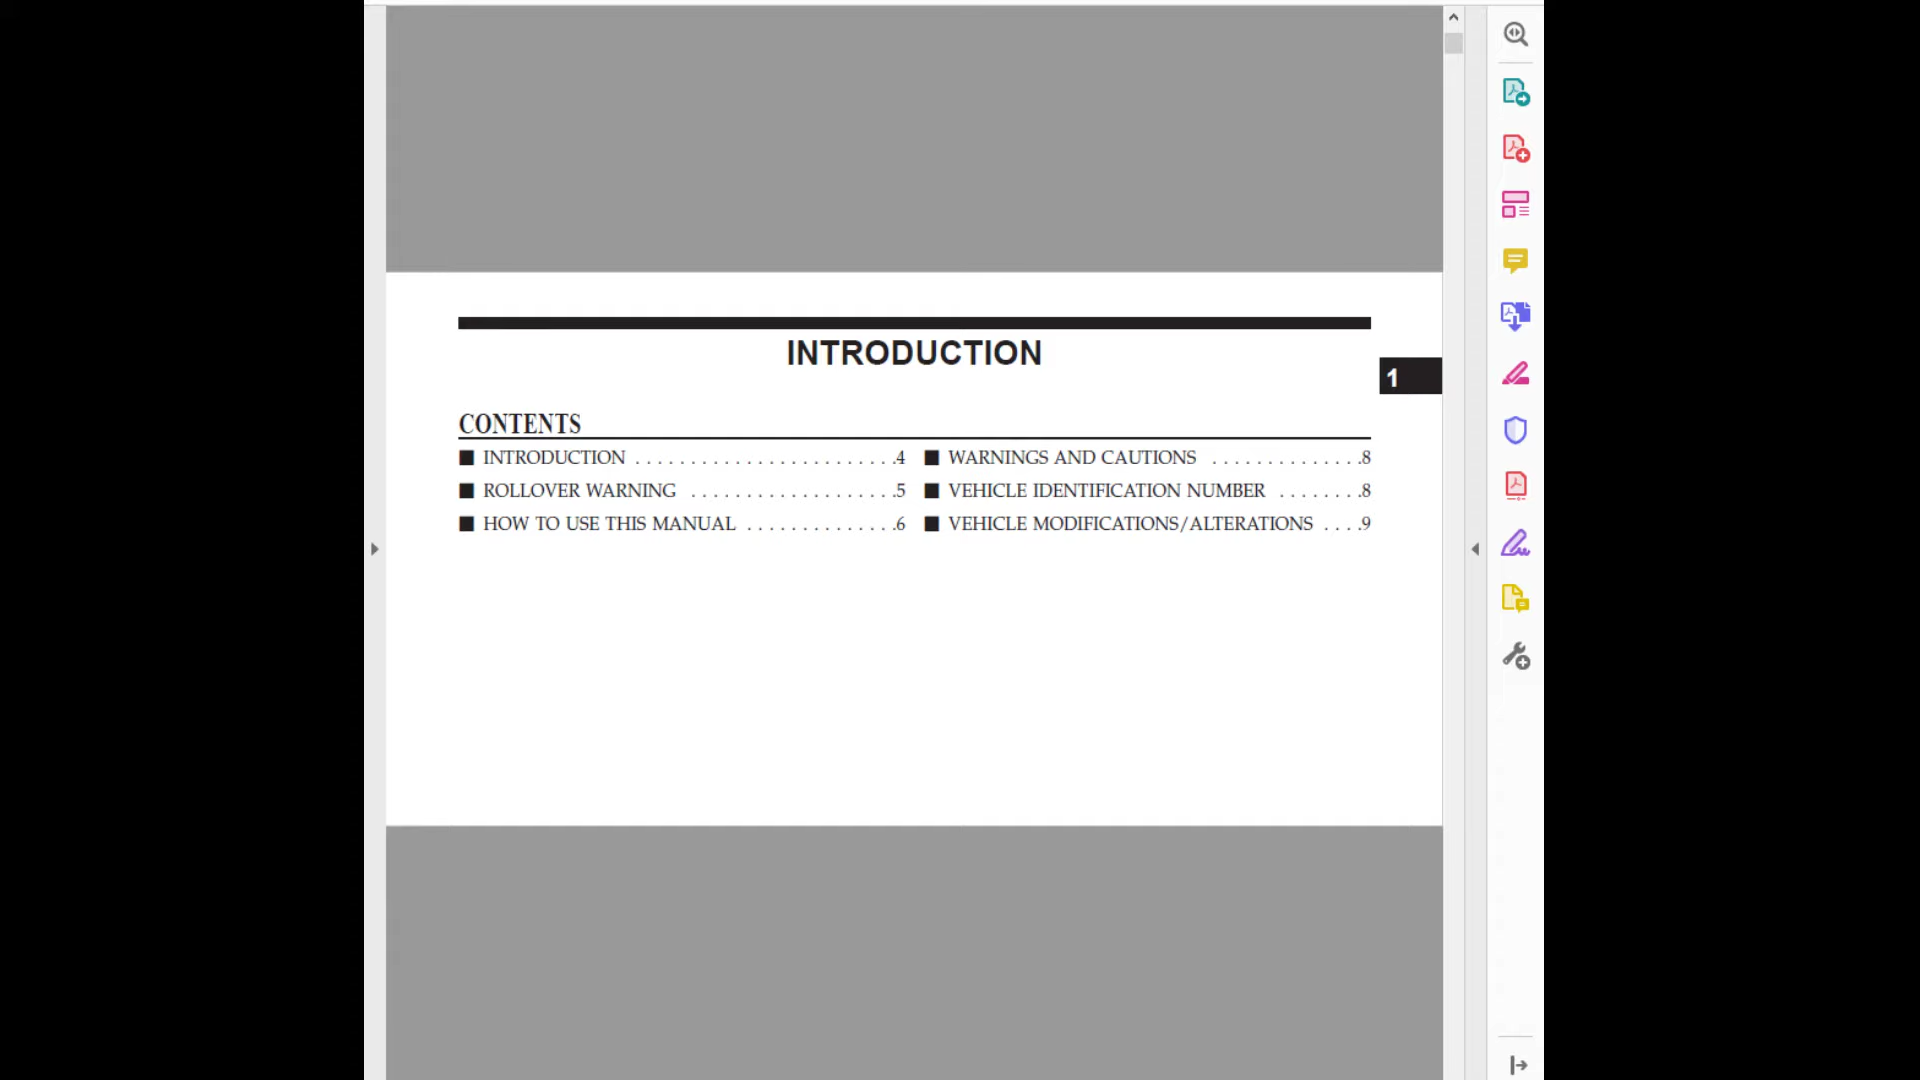 INTRODUCTION
1
CONTENTS
■ INTRODUCTION . . . . . . . . . . . . . . . . . . . . . . . .4
■ ROLLOVER WARNING . . . . . . . . . . . . . . . . . . .5
■ HOW TO USE THIS MANUAL . . . . . . . . . . . . . .6
■ WARNINGS AND CAUTIONS . . . . . . . . . . . . . .8
■ VEHICLE IDENTIFICATION NUMBER . . . . . . . .8
■ VEHICLE MODIFICATIONS/ALTERATIONS . . . .9